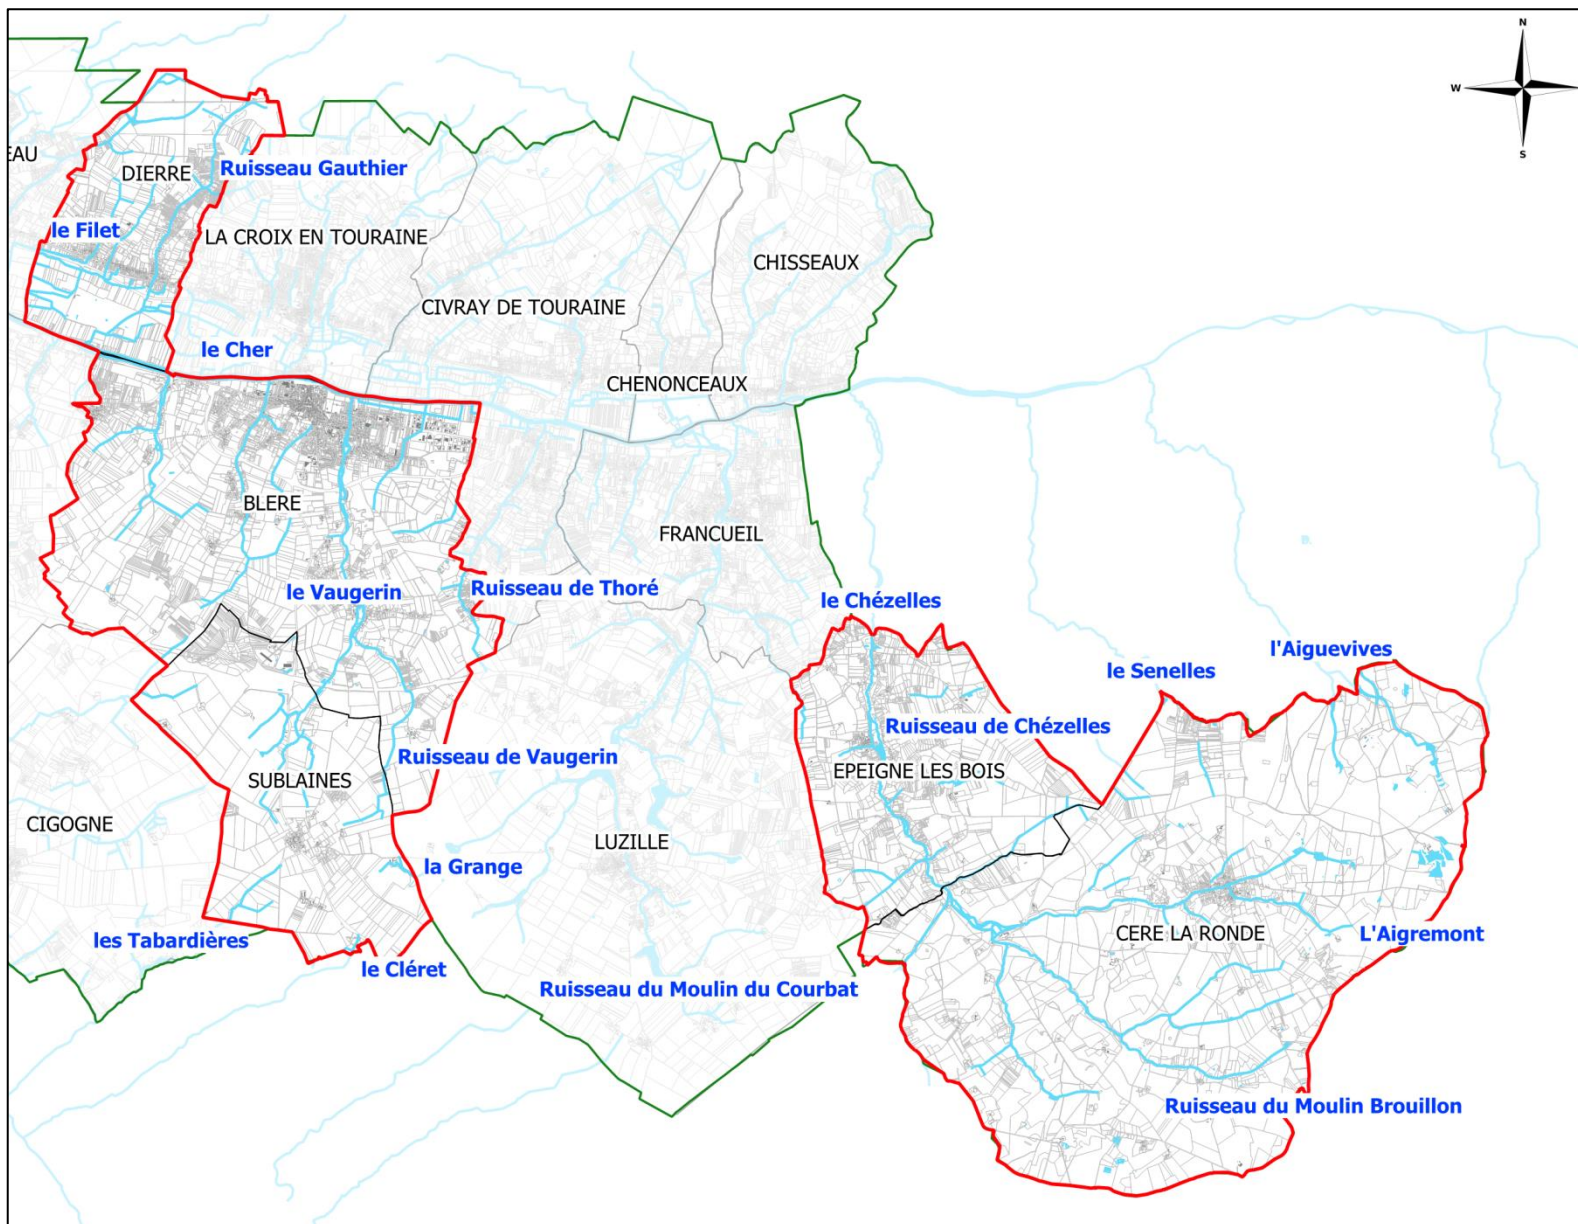 N
W
S
EAU
DIERRE
Ruisseau Gauthier
le Filet
LA CROIX EN TOURAINE
CHISSEAUX
CIVRAY DE TOURAINE
le Cher
CHENONCEAUX
BLERE
FRANCUEIL
le Vaugerin
Ruisseau de Thoré
le Chézelles
l'Aiguevives
le Senelles
Ruisseau de Chézelles
Ruisseau de Vaugerin
EPEIGNE LES BOIS
SUBLAINES
CIGOGNE
LUZILLE
la Grange
CERE LA RONDE
L'Aigremont
les Tabardières
le Cléret
Ruisseau du Moulin du Courbat
Ruisseau du Moulin Brouillon